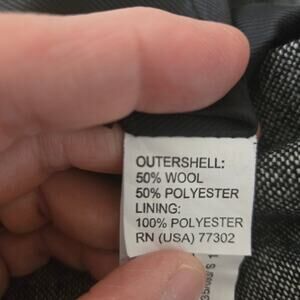 OUTERSHELL:
50% WOOL
50% POLYESTER
LINING:
100% POLYESTER
RN (USA) 77302